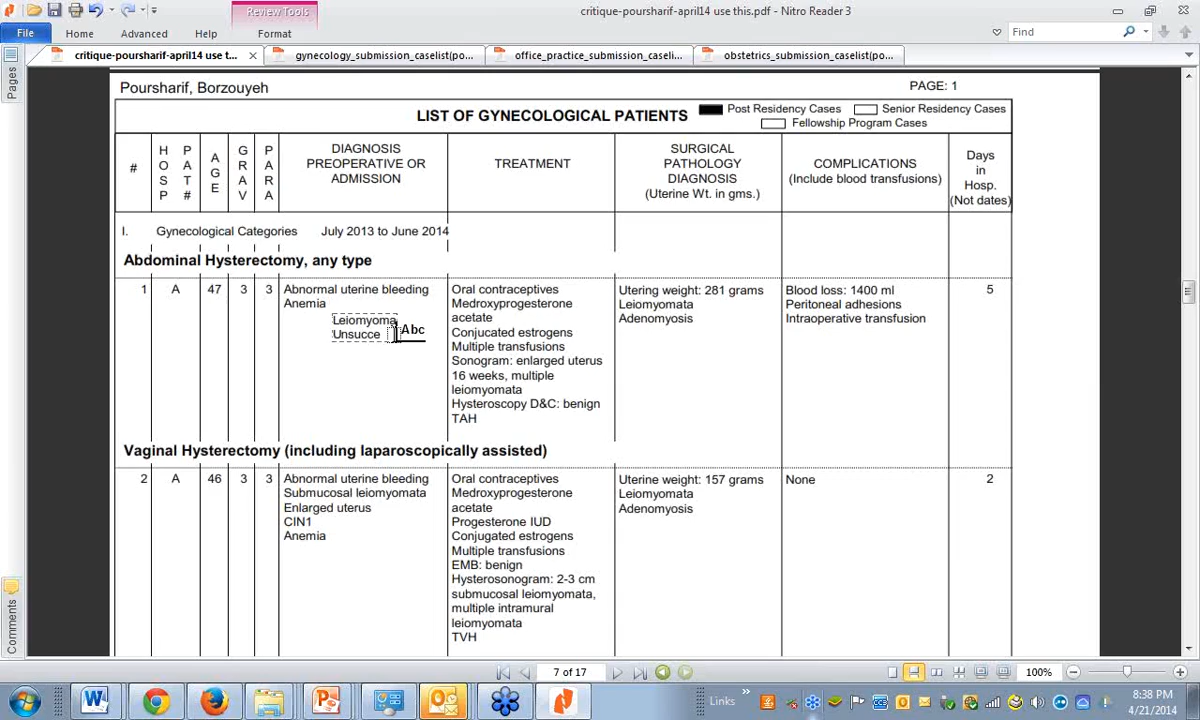 Review Tools
critique-poursharif-april14 use this.pdf - Nitro Reader 3
File
Home
Advanced
Format
Find
critique-poursharif-april14 use t...
gynecology_submission_caselist(po...
office_practice_submission_caseli...
obstetrics_submission_caselist(po...
Pages
Comments
Poursharif, Borzouyeh
PAGE: 1
LIST OF GYNECOLOGICAL PATIENTS
Post Residency Cases
Senior Residency Cases
Fellowship Program Cases
#
HOSP
PAT#
AGE
GRAV
PARA
DIAGNOSIS
PREOPERATIVE OR
ADMISSION
TREATMENT
SURGICAL
PATHOLOGY
DIAGNOSIS
(Uterine Wt. in gms.)
COMPLICATIONS
(Include blood transfusions)
Days
in
Hosp.
(Not dates)
I. Gynecological Categories July 2013 to June 2014
Abdominal Hysterectomy, any type
1 A 47 3 3
Abnormal uterine bleeding
Anemia
Leiomyoma
Unsucce
Abc
Oral contraceptives
Medroxyprogesterone
acetate
Conjucated estrogens
Multiple transfusions
Sonogram: enlarged uterus
16 weeks, multiple
leiomyomata
Hysteroscopy D&C: benign
TAH
Utering weight: 281 grams
Leiomyomata
Adenomyosis
Blood loss: 1400 ml
Peritoneal adhesions
Intraoperative transfusion
5
Vaginal Hysterectomy (including laparoscopically assisted)
2 A 46 3 3
Abnormal uterine bleeding
Submucosal leiomyomata
Enlarged uterus
CIN1
Anemia
Oral contraceptives
Medroxyprogesterone
acetate
Progesterone IUD
Conjugated estrogens
Multiple transfusions
EMB: benign
Hysterosonogram: 2-3 cm
submucosal leiomyomata,
multiple intramural
leiomyomata
TVH
Uterine weight: 157 grams
Leiomyomata
Adenomyosis
None
2
7 of 17
100%
Links
8:38 PM
4/21/2014